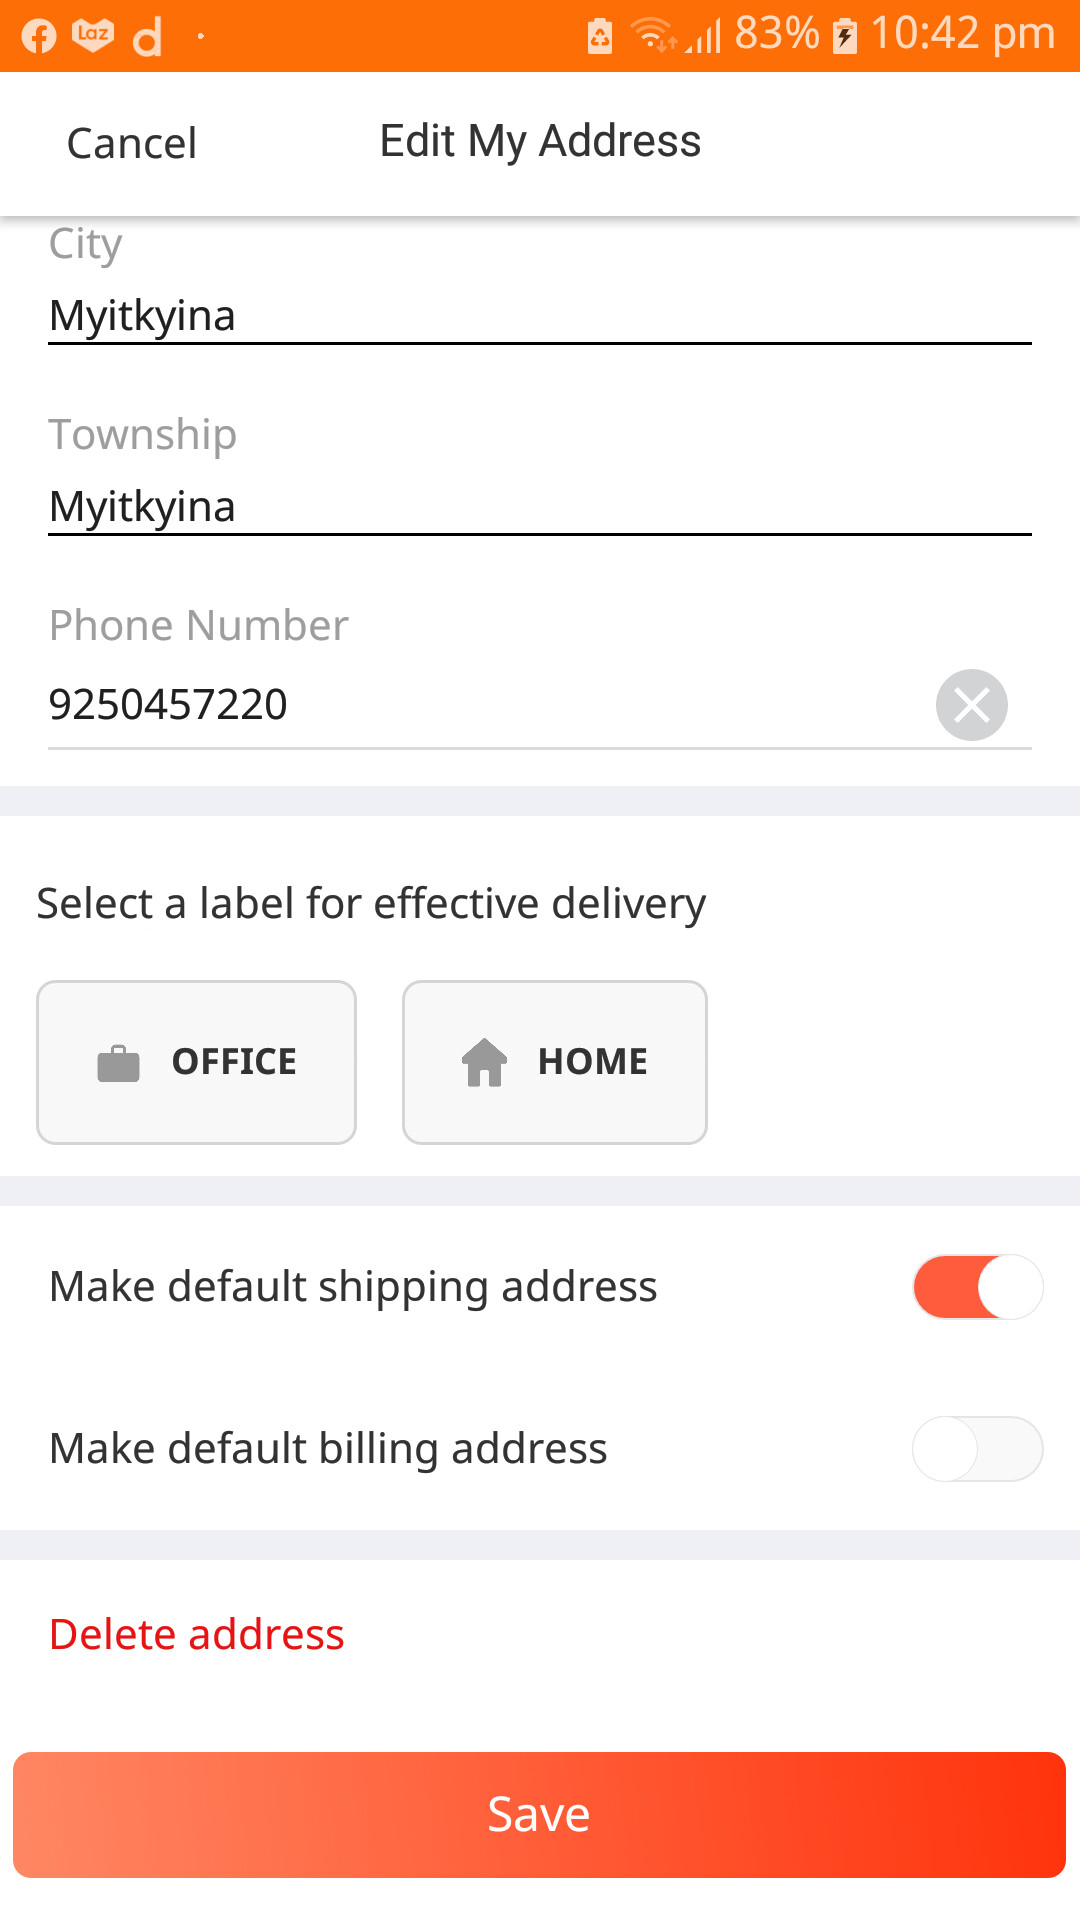 Laz d 83% 10:42 pm
Cancel Edit My Address
City
Myitkyina
Township
Myitkyina
Phone Number
9250457220
Select a label for effective delivery
OFFICE HOME
Make default shipping address
Make default billing address
Delete address
Save